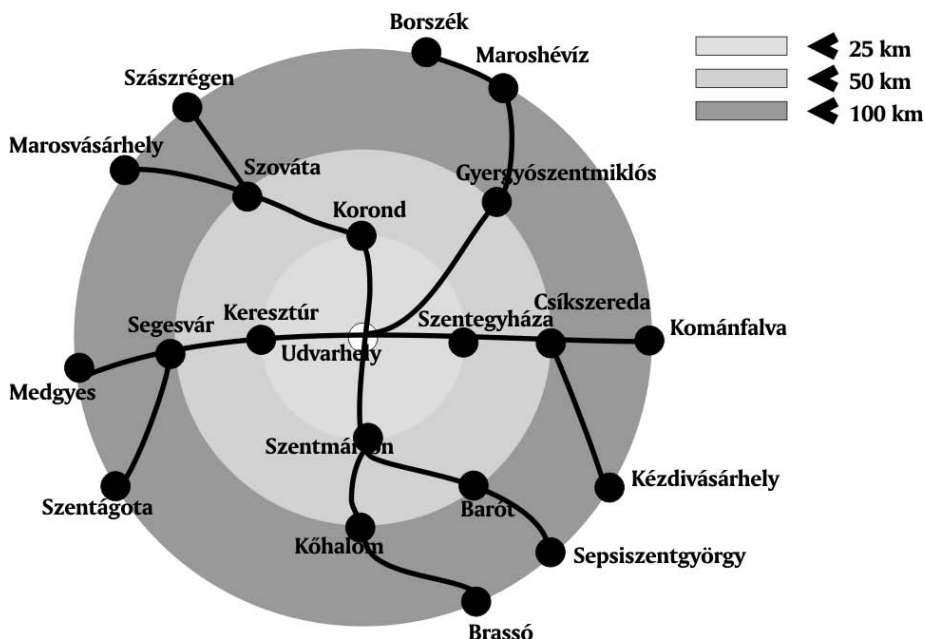 Borszék
Maroshévíz
25 km
50 km
100 km
Szászrégen
Marosvásárhely
Szováta
Gyergyószentmiklós
Korond
Csíkszereda
Szentegyháza
Kománfalva
Keresztúr
Segesvár
Udvarhely
Medgyes
Szentmárton
Szentágota
Barót
Kézdivásárhely
Kőhalom
Sepsiszentgyörgy
Brassó